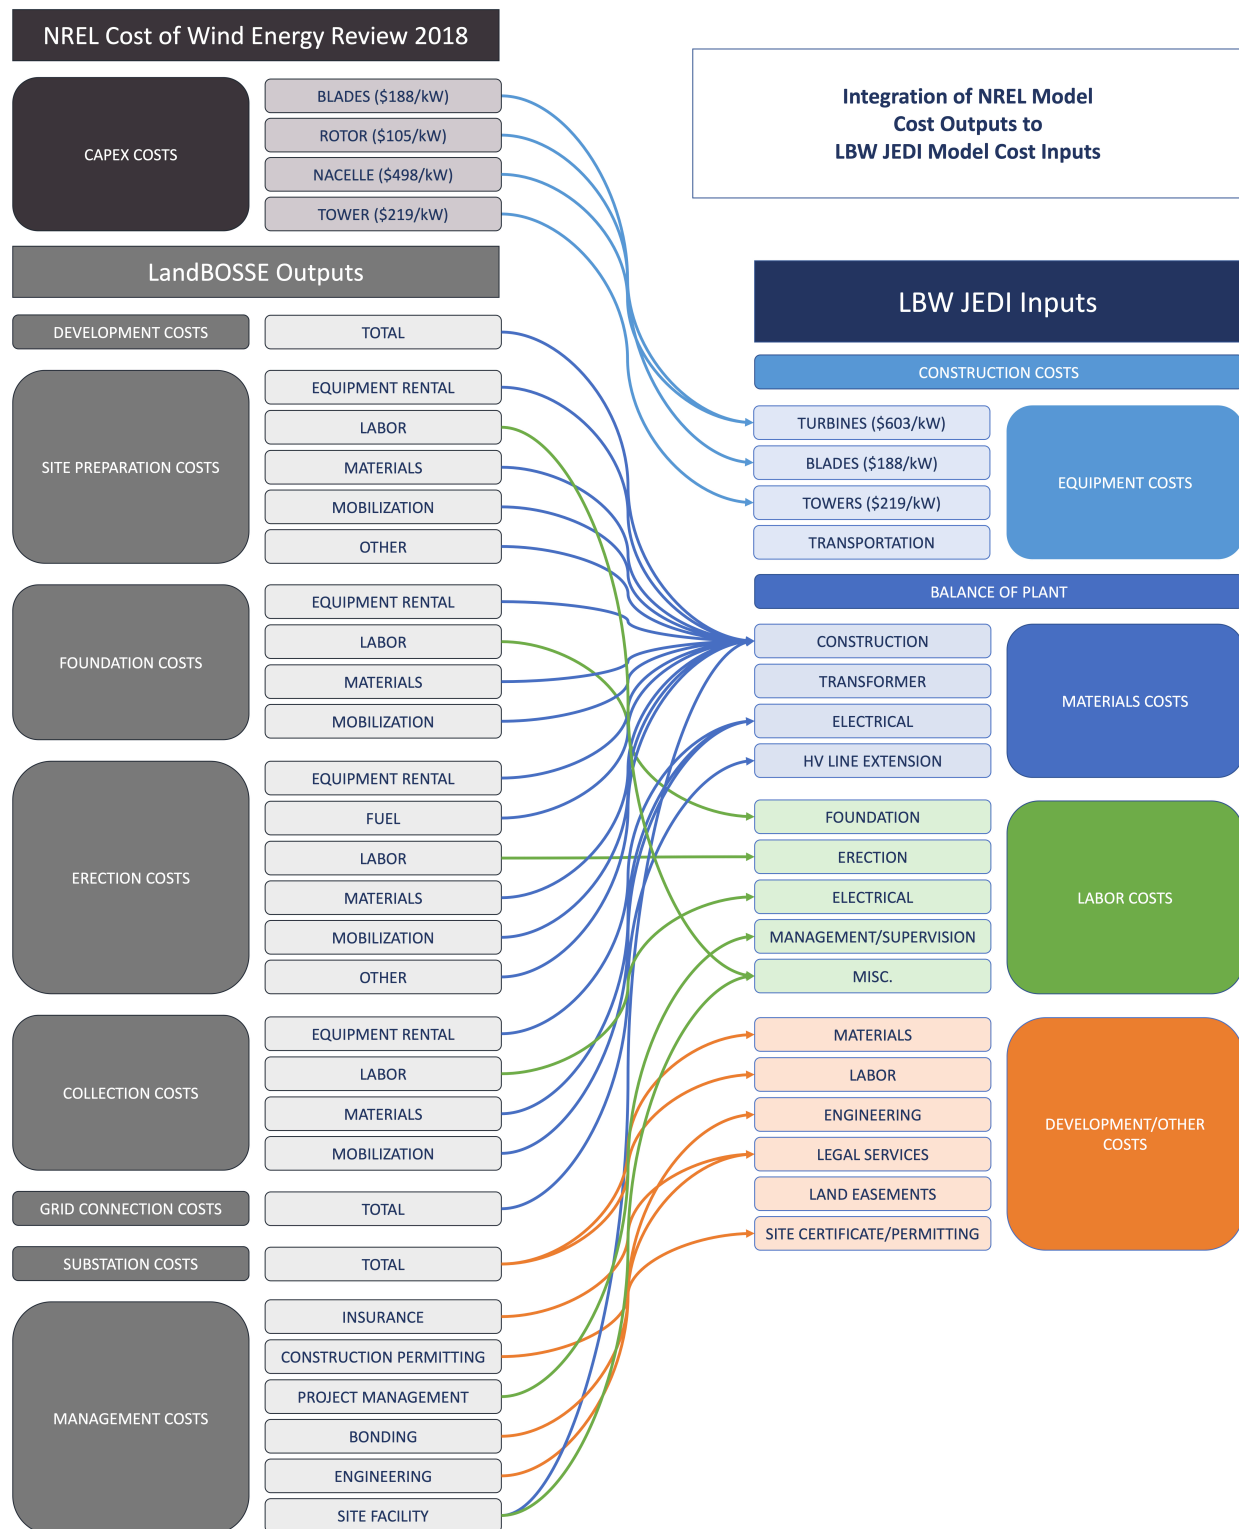 NREL Cost of Wind Energy Review 2018
CAPEX COSTS
BLADES ($188/kW)
ROTOR ($105/kW)
NACELLE ($498/kW)
TOWER ($219/kW)
Integration of NREL Model
Cost Outputs to
LBW JEDI Model Cost Inputs
LandBOSSE Outputs
DEVELOPMENT COSTS
TOTAL
SITE PREPARATION COSTS
EQUIPMENT RENTAL
LABOR
MATERIALS
MOBILIZATION
OTHER
FOUNDATION COSTS
EQUIPMENT RENTAL
LABOR
MATERIALS
MOBILIZATION
ERECTION COSTS
EQUIPMENT RENTAL
FUEL
LABOR
MATERIALS
MOBILIZATION
OTHER
COLLECTION COSTS
EQUIPMENT RENTAL
LABOR
MATERIALS
MOBILIZATION
GRID CONNECTION COSTS
TOTAL
SUBSTATION COSTS
TOTAL
MANAGEMENT COSTS
INSURANCE
CONSTRUCTION PERMITTING
PROJECT MANAGEMENT
BONDING
ENGINEERING
SITE FACILITY
LBW JEDI Inputs
CONSTRUCTION COSTS
TURBINES ($603/kW)
BLADES ($188/kW)
TOWERS ($219/kW)
TRANSPORTATION
EQUIPMENT COSTS
BALANCE OF PLANT
CONSTRUCTION
TRANSFORMER
ELECTRICAL
HV LINE EXTENSION
MATERIALS COSTS
FOUNDATION
ERECTION
ELECTRICAL
MANAGEMENT/SUPERVISION
MISC.
LABOR COSTS
MATERIALS
LABOR
ENGINEERING
LEGAL SERVICES
LAND EASEMENTS
SITE CERTIFICATE/PERMITTING
DEVELOPMENT/OTHER
COSTS